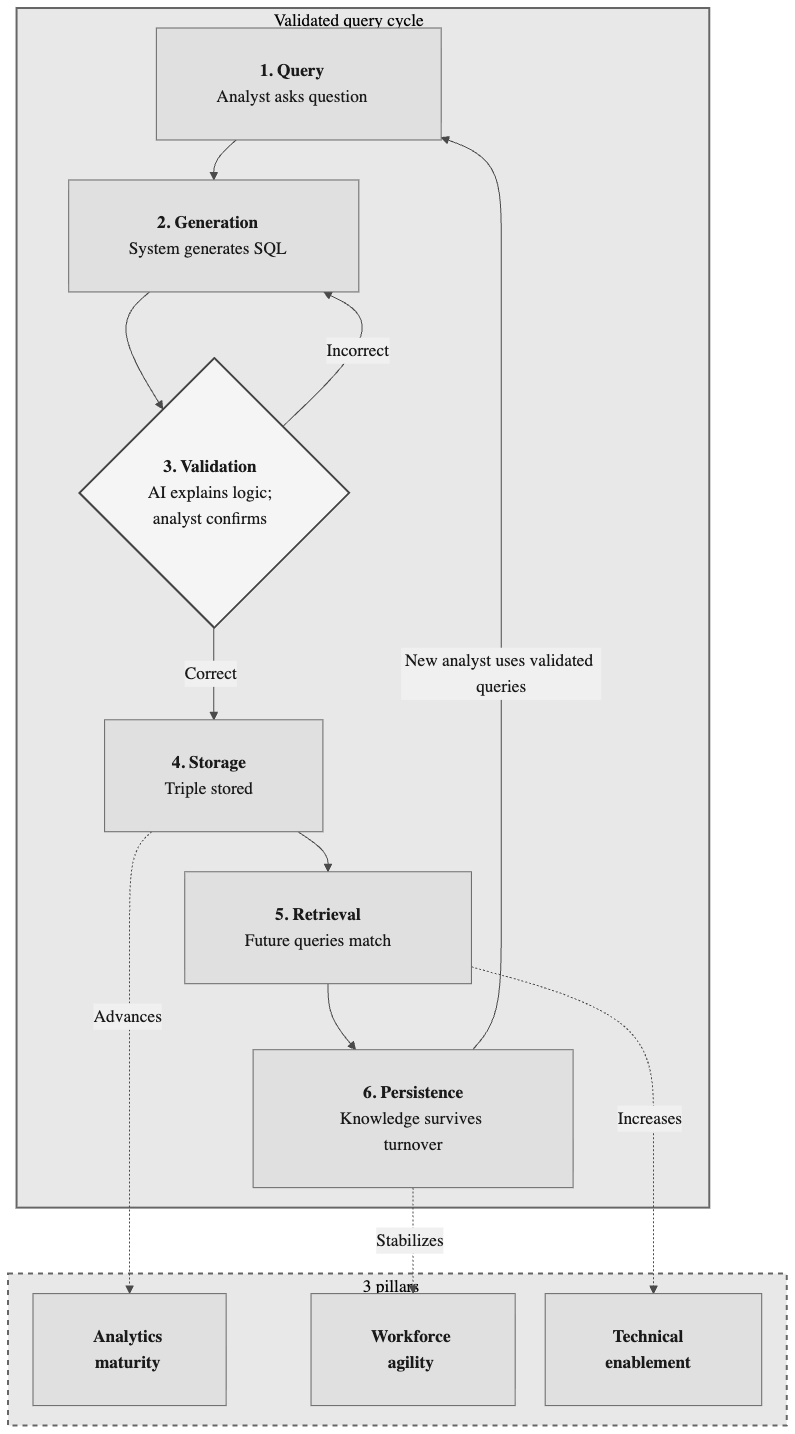 Validated query cycle
1. Query
Analyst asks question
2. Generation
System generates SQL
Incorrect
3. Validation
AI explains logic;
analyst confirms
New analyst uses validated
queries
Correct
4. Storage
Triple stored
5. Retrieval
Future queries match
Advances
6. Persistence
Knowledge survives
turnover
Increases
Stabilizes
3 pillars
Analytics
maturity
Workforce
agility
Technical
enablement